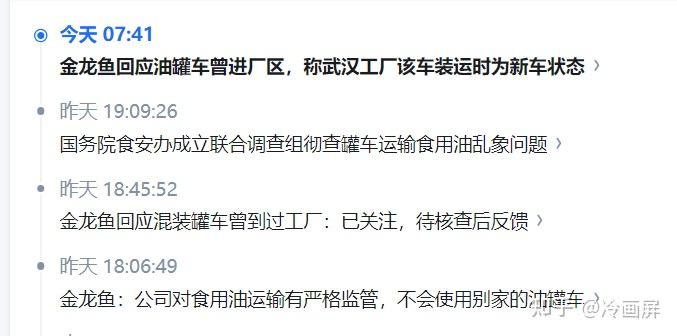 今天 07:41
金龙鱼回应油罐车曾进厂区，称武汉工厂该车装运时为新车状态 >
昨天 19:09:26
国务院食安办成立联合调查组彻查罐车运输食用油乱象问题 >
昨天 18:45:52
金龙鱼回应混装罐车曾到过工厂：已关注，待核查后反馈 >
昨天 18:06:49
金龙鱼：公司对食用油运输有严格监管，不会使用别家的油罐车 >
知乎 @冷画屏